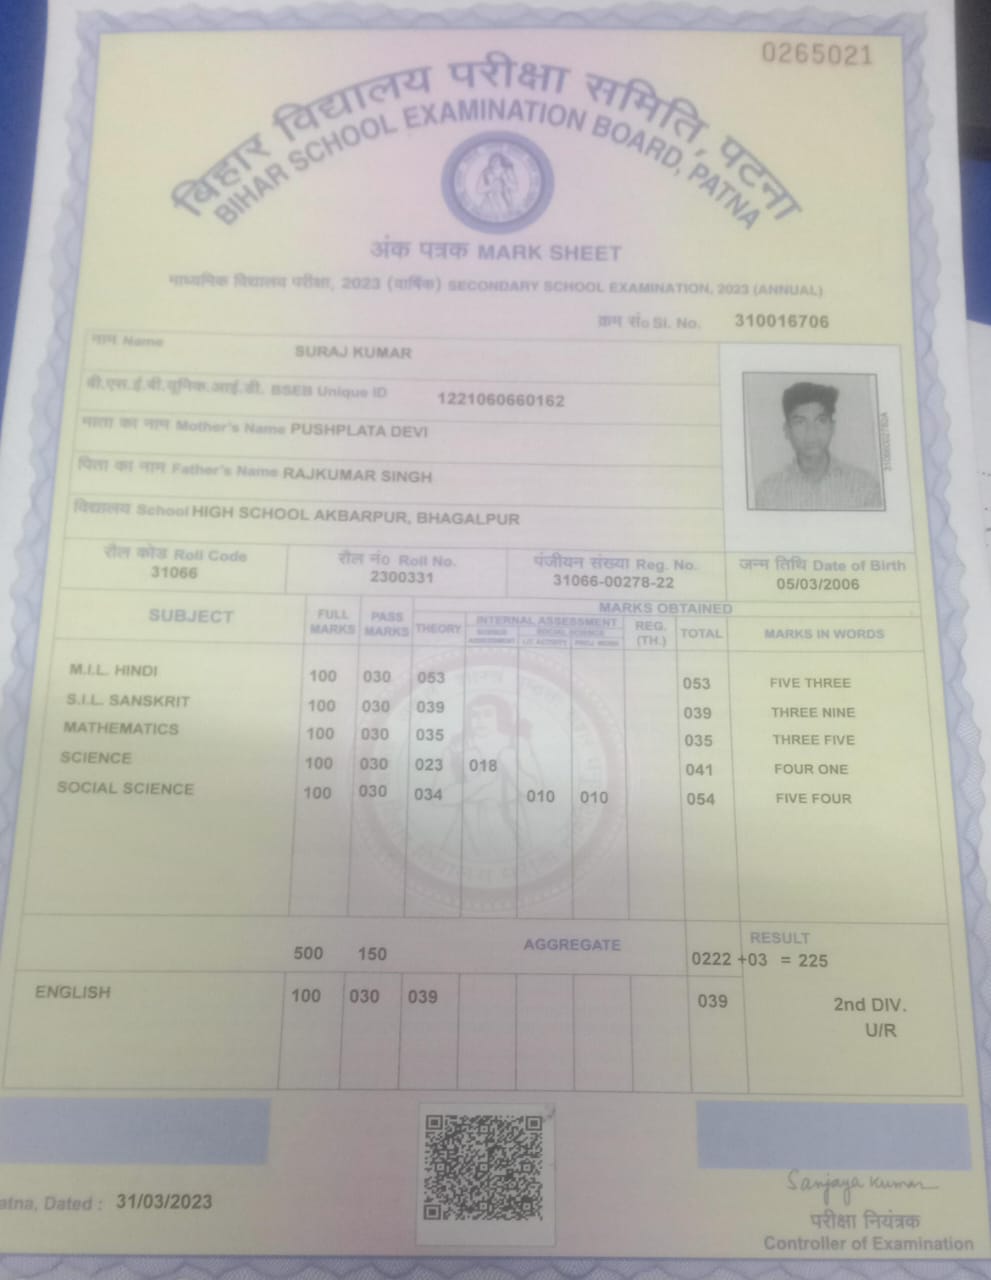 0265021
बिहार विद्यालय परीक्षा समिति, पटना
BIHAR SCHOOL EXAMINATION BOARD, PATNA
अंक पत्रक MARK SHEET
माध्यमिक विद्यालय परीक्षा, 2023 (वार्षिक) SECONDARY SCHOOL EXAMINATION, 2023 (ANNUAL)
क्रम सं० Sl. No. 310016706
नाम Name SURAJ KUMAR
बी.एस.ई.बी.यूनिक.आई.डी. BSEB Unique ID 1221060660162
माता का नाम Mother's Name PUSHPLATA DEVI
पिता का नाम Father's Name RAJKUMAR SINGH
विद्यालय School HIGH SCHOOL AKBARPUR, BHAGALPUR
रौल कोड Roll Code रौल नं० Roll No. पंजीयन संख्या Reg. No. जन्म तिथि Date of Birth
31066 2300331 31066-00278-22 05/03/2006
SUBJECT FULL MARKS PASS MARKS THEORY MARKS OBTAINED
INTERNAL ASSESSMENT REG. (TH.) TOTAL MARKS IN WORDS
SCIENCE ASSESSMENT SOCIAL SCIENCE
M.I.L. HINDI 100 030 053 053 FIVE THREE
S.I.L. SANSKRIT 100 030 039 039 THREE NINE
MATHEMATICS 100 030 035 035 THREE FIVE
SCIENCE 100 030 023 018 041 FOUR ONE
SOCIAL SCIENCE 100 030 034 010 010 054 FIVE FOUR
500 150 AGGREGATE 0222 +03 = 225
RESULT
ENGLISH 100 030 039 039 2nd DIV.
U/R
atna, Dated : 31/03/2023
Sanjaya Kumar
परीक्षा नियंत्रक
Controller of Examination